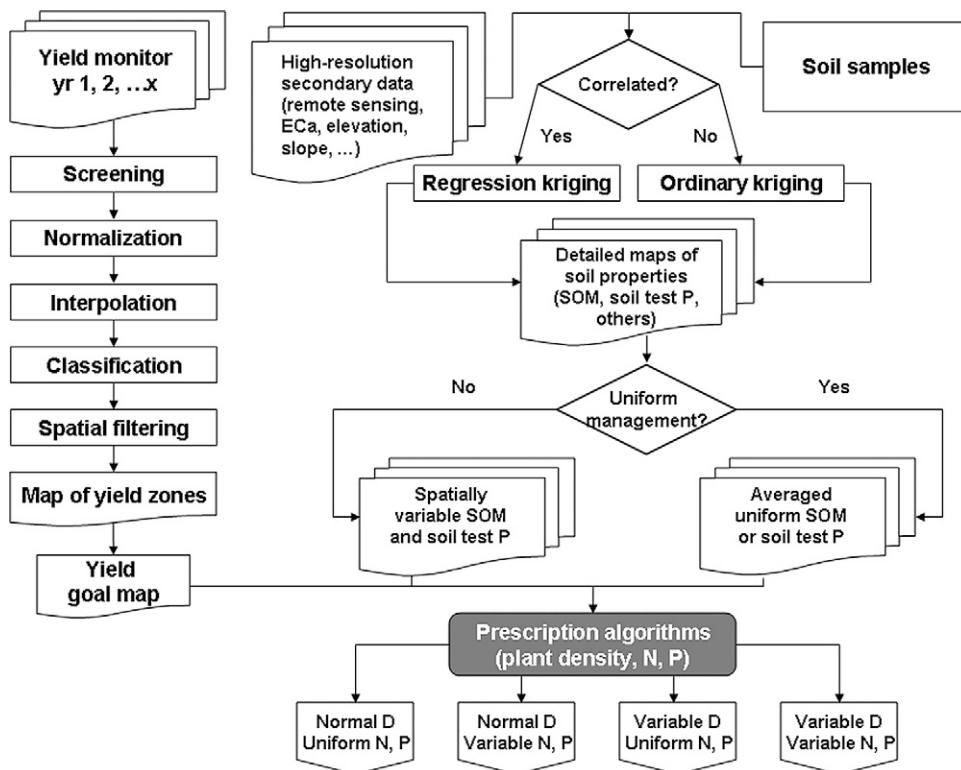 Yield monitor
yr 1, 2, ...x
Screening
Normalization
Interpolation
Classification
Spatial filtering
Map of yield zones
Yield
goal map
High-resolution
secondary data
(remote sensing,
ECa, elevation,
slope, ...)
Correlated?
Soil samples
Yes
No
Regression kriging
Ordinary kriging
Detailed maps of
soil properties
(SOM, soil test P,
others)
No
Uniform
management?
Yes
Spatially
variable SOM
and soil test P
Averaged
uniform SOM
or soil test P
Prescription algorithms
(plant density, N, P)
Normal D
Uniform N, P
Normal D
Variable N, P
Variable D
Uniform N, P
Variable D
Variable N, P